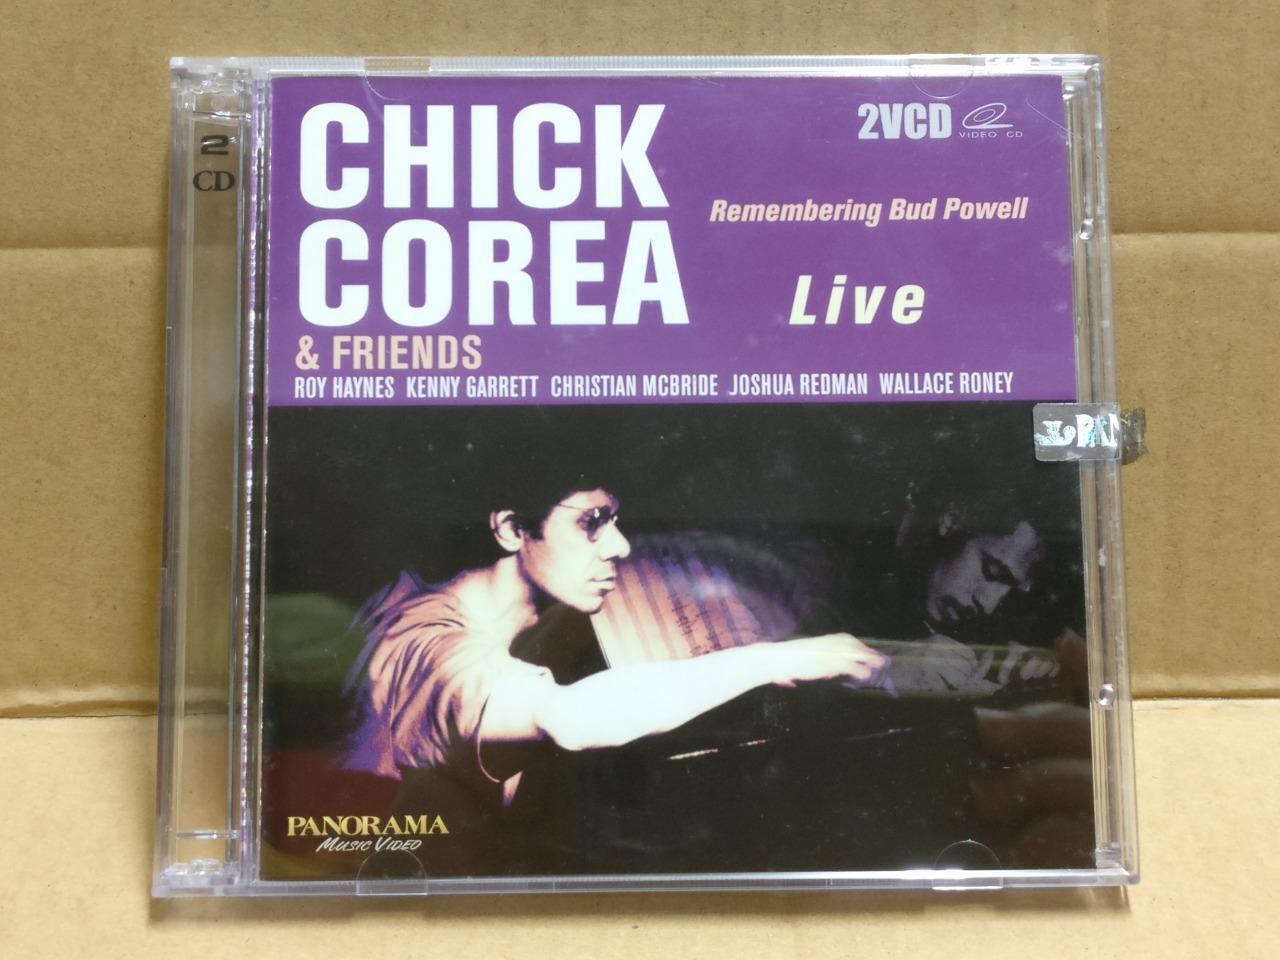 CHICK
COREA
& FRIENDS
ROY HAYNES KENNY GARRETT CHRISTIAN MCBRiDE JOSHUA REDMAN WALLACE RONEY
2VCD
VIDEO CD
Remembering Bud Powell
Live
2
CD
PANORAMA
MUSIC VIDEO